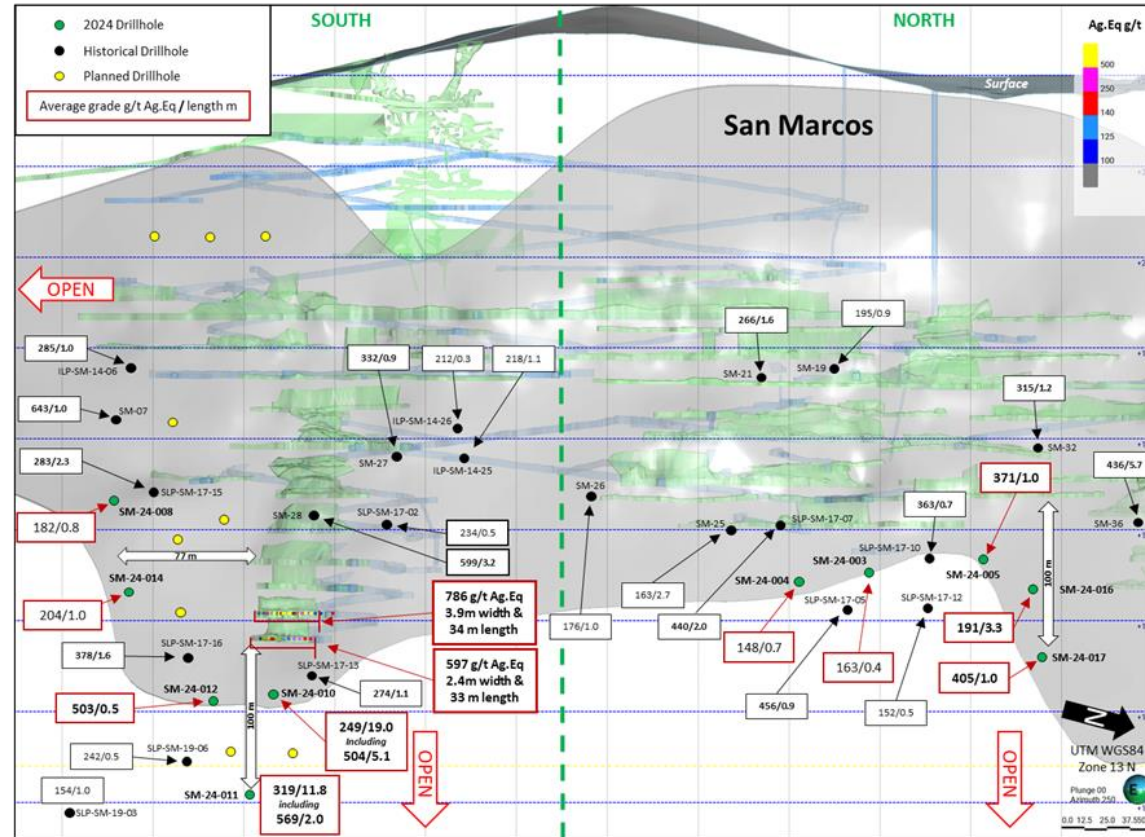 2024 Drillhole
Historical Drillhole
Planned Drillhole
Average grade g/t Ag.Eq / length m
SOUTH
NORTH
Ag.Eq g/t
500
250
140
125
100
Surface
San Marcos
OPEN
285/1.0
ILP-SM-14-06
643/1.0
SM-07
283/2.3
SLP-SM-17-15
SM-24-008
182/0.8
77 m
SM-24-014
204/1.0
SLP-SM-17-16
378/1.6
SM-24-012
503/0.5
SLP-SM-19-06
242/0.5
154/1.0
SLP-SM-19-03
SM-24-011
332/0.9
212/0.3
218/1.1
ILP-SM-14-26
SM-27
ILP-SM-14-25
SM-28
SLP-SM-17-02
234/0.5
599/3.2
786 g/t Ag.Eq
3.9m width &
34 m length
597 g/t Ag.Eq
2.4m width &
33 m length
SLP-SM-17-13
274/1.1
SM-24-010
100 m
249/19.0
Including
504/5.1
319/11.8
including
569/2.0
OPEN
266/1.6
195/0.9
SM-21
SM-19
315/1.2
SM-32
371/1.0
436/5.7
SM-36
SM-26
SM-25
SLP-SM-17-07
363/0.7
SLP-SM-17-10
SM-24-003
SM-24-004
SM-24-005
100 m
SM-24-016
163/2.7
176/1.0
440/2.0
SLP-SM-17-05
SLP-SM-17-12
148/0.7
163/0.4
191/3.3
SM-24-017
405/1.0
456/0.9
152/0.5
OPEN
N
UTM WGS84
Zone 13 N
Plunge 00
Azimuth 250
E
0.0 12.5 25.0 37.5